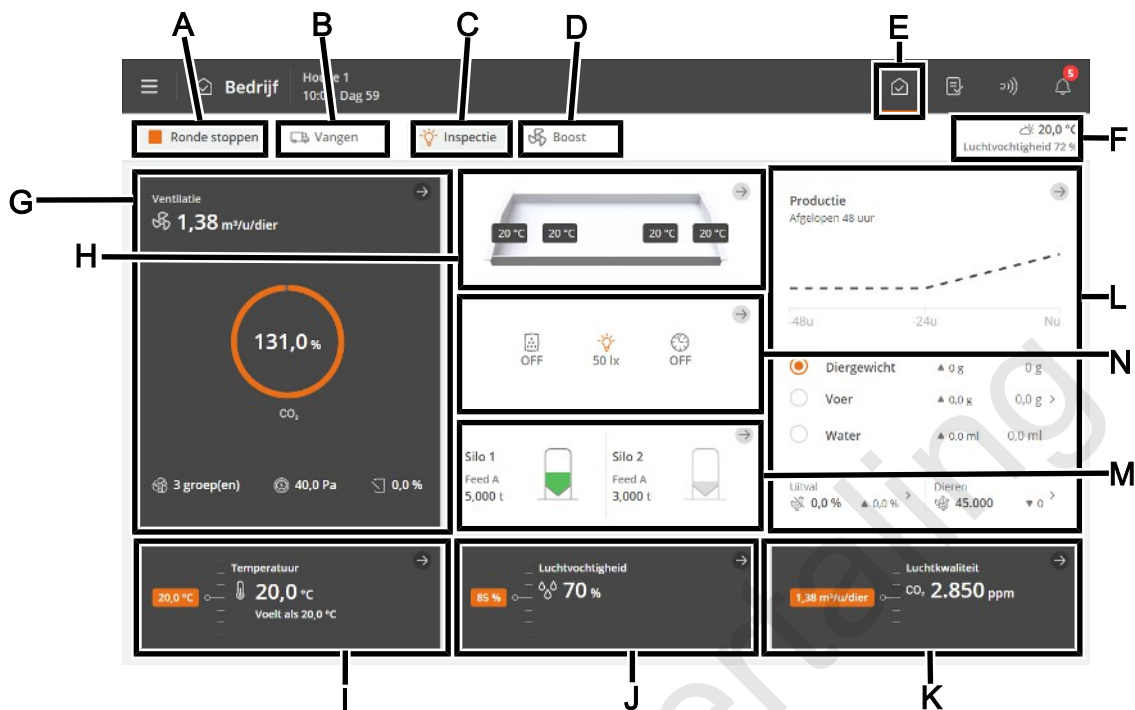 A
B
C
D
E
Bedrijf
House 1
10:0 Dag 59
5
Ronde stoppen
Vangen
Inspectie
Boost
20,0 °C
Luchtvochtigheid 72 %
F
G
Ventilatie
1,38 m³/u/dier
131,0 %
CO₂
3 groep(en)
40,0 Pa
0,0 %
H
20 °C
20 °C
20 °C
20 °C
OFF
50 lx
OFF
N
Silo 1
Feed A
5,000 t
Silo 2
Feed A
3,000 t
M
Productie
Afgelopen 48 uur
-48u
-24u
Nu
L
Diergewicht
▲ 0 g
0 g
Voer
▲ 0,0 g
0,0 g >
Water
▲ 0,0 ml
0,0 ml
Uitval
0,0 %
▲ 0,0 % >
Dieren
45.000
▼ 0 >
Temperatuur
20,0 °C
20,0 °C
Voelt als 20,0 °C
I
Luchtvochtigheid
85 %
70 %
J
Luchtkwaliteit
1,38 m³/u/dier
CO₂ 2.850 ppm
K